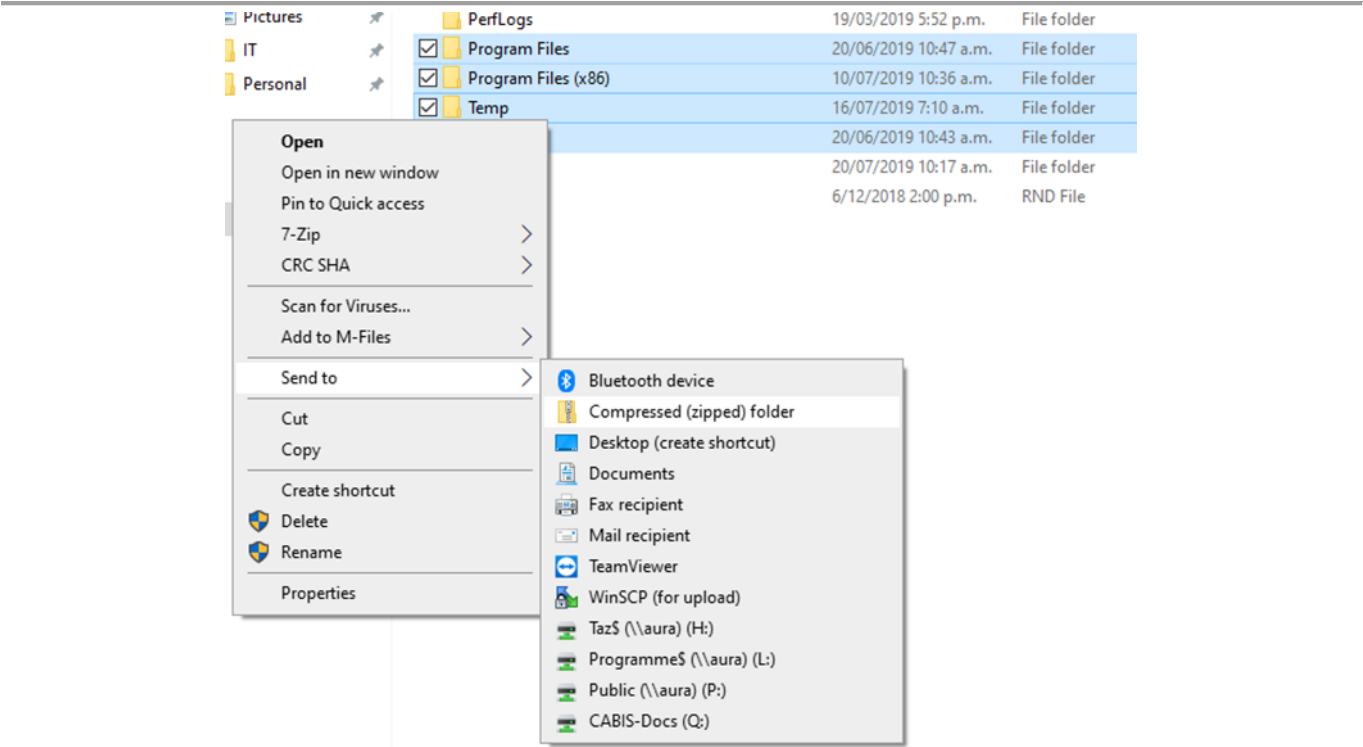 Pictures
IT
Personal
PerfLogs 19/03/2019 5:52 p.m. File folder
Program Files 20/06/2019 10:47 a.m. File folder
Program Files (x86) 10/07/2019 10:36 a.m. File folder
Temp 16/07/2019 7:10 a.m. File folder
20/06/2019 10:43 a.m. File folder
20/07/2019 10:17 a.m. File folder
6/12/2018 2:00 p.m. RND File
Open
Open in new window
Pin to Quick access
7-Zip
CRC SHA
Scan for Viruses...
Add to M-Files
Send to
Cut
Copy
Create shortcut
Delete
Rename
Properties
Bluetooth device
Compressed (zipped) folder
Desktop (create shortcut)
Documents
Fax recipient
Mail recipient
TeamViewer
WinSCP (for upload)
Taz$ (\\aura) (H:)
Programme$ (\\aura) (L:)
Public (\\aura) (P:)
CABIS-Docs (Q:)